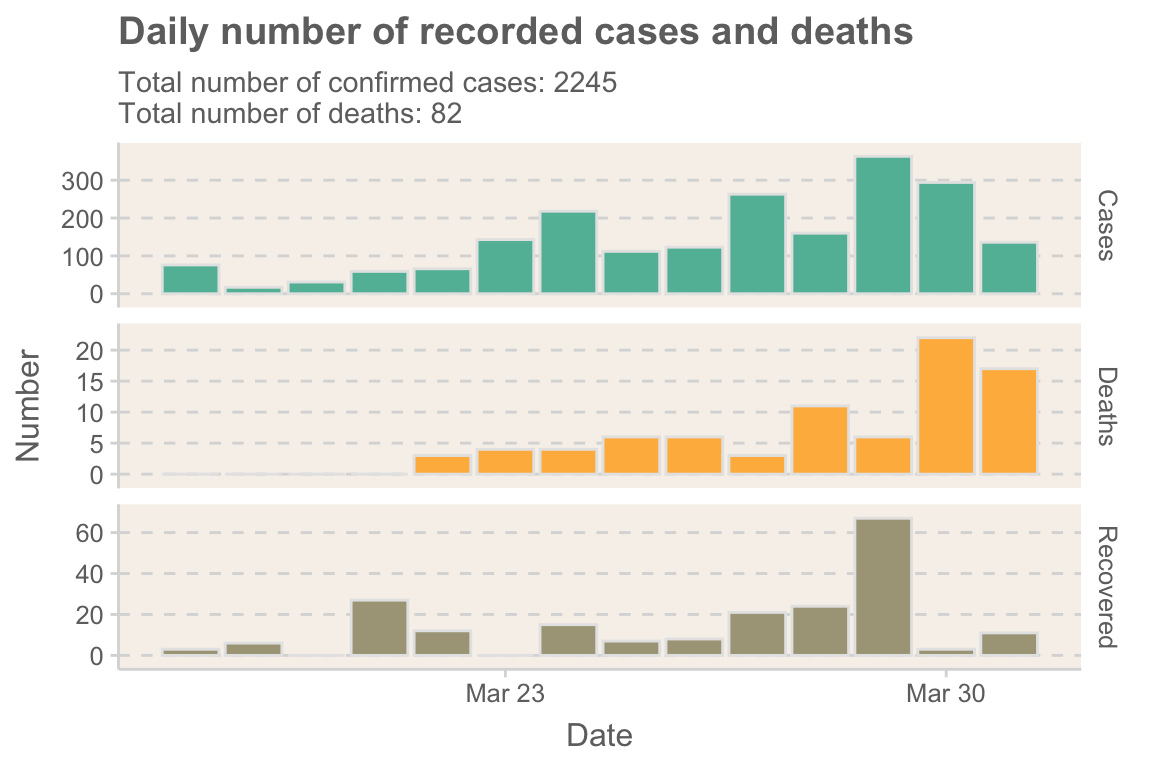 Daily number of recorded cases and deaths
Total number of confirmed cases: 2245
Total number of deaths: 82
300
200
100
0
Cases
20
15
10
5
0
Deaths
60
40
20
0
Recovered
Number
Mar 23
Mar 30
Date